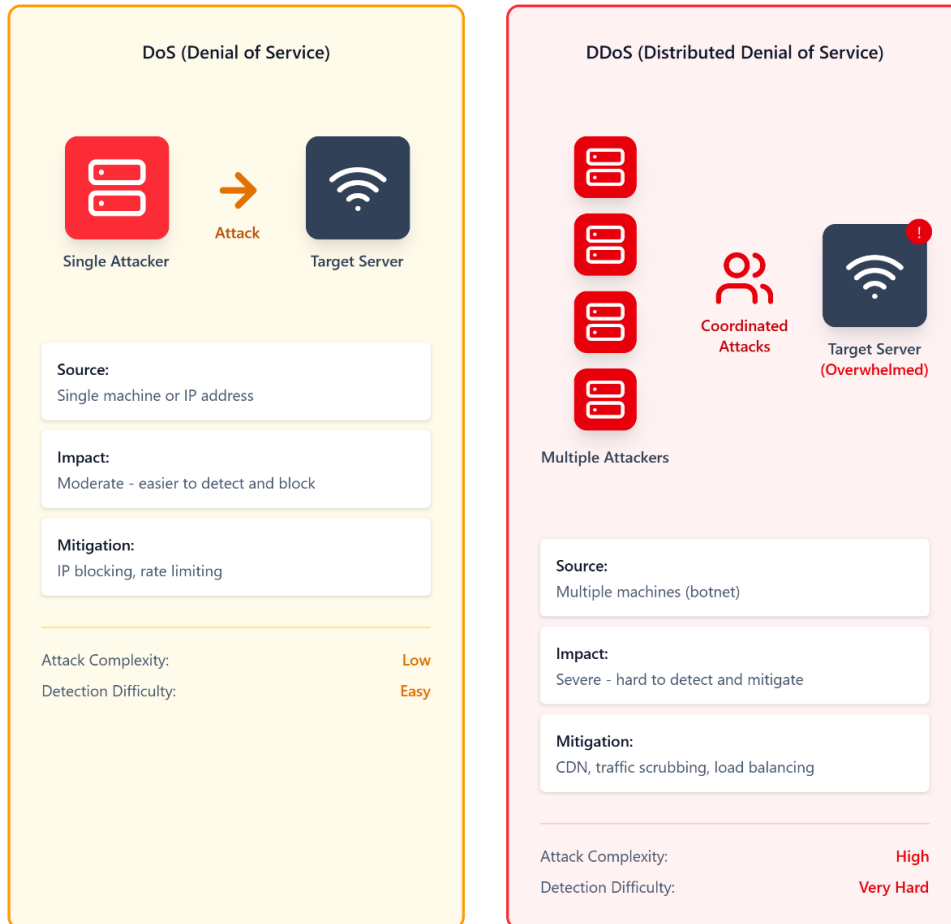 DoS (Denial of Service)
Attack
Single Attacker
Target Server
Source:
Single machine or IP address
Impact:
Moderate - easier to detect and block
Mitigation:
IP blocking, rate limiting
Attack Complexity:
Low
Detection Difficulty:
Easy
DDoS (Distributed Denial of Service)
!
Coordinated
Attacks
Target Server
(Overwhelmed)
Multiple Attackers
Source:
Multiple machines (botnet)
Impact:
Severe - hard to detect and mitigate
Mitigation:
CDN, traffic scrubbing, load balancing
Attack Complexity:
High
Detection Difficulty:
Very Hard